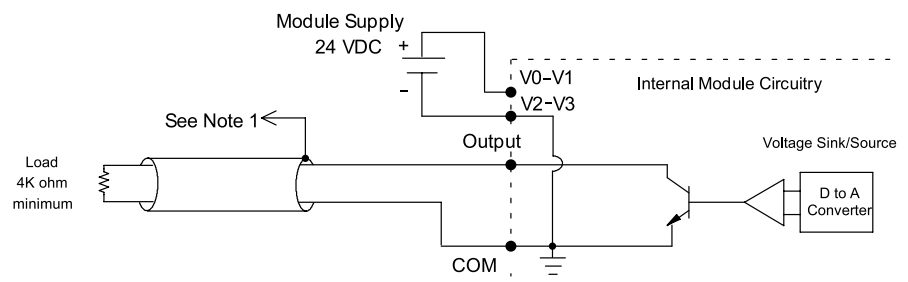 Module Supply
24 VDC
+
-
V0-V1
V2-V3
Internal Module Circuitry
See Note 1
Output
Voltage Sink/Source
Load
4K ohm
minimum
D to A
Converter
COM